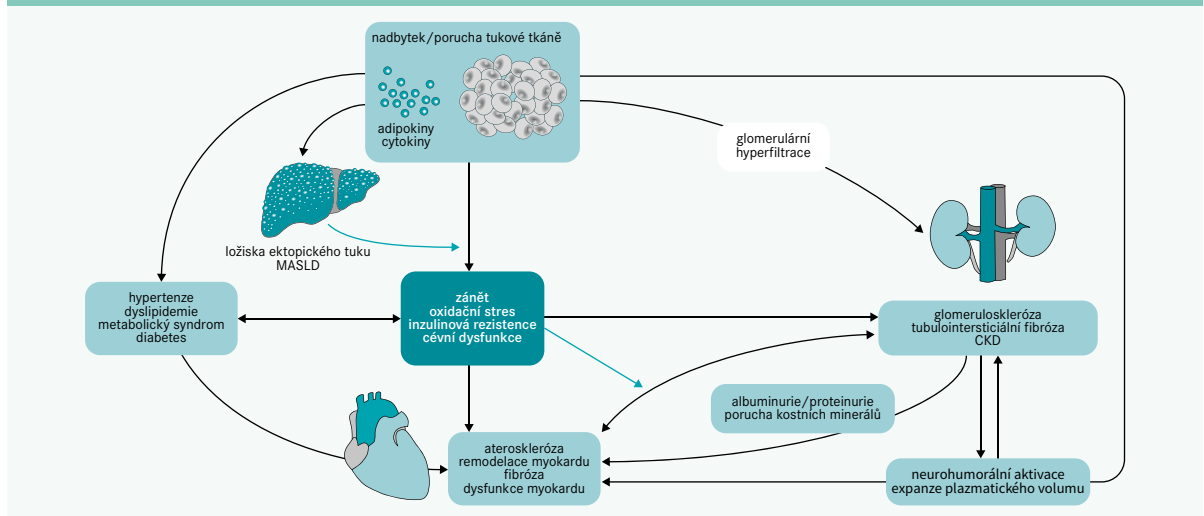 nadbytek/porucha tukové tkáně
adipokiny
cytokiny
glomerulární
hyperfiltrace
ložiska ektopického tuku
MASLD
hypertenze
dyslipidemie
metabolický syndrom
diabetes
zánět
oxidační stres
inzulinová rezistence
cévní dysfunkce
glomeruloskleróza
tubulointersticiální fibróza
CKD
albuminurie/proteinurie
porucha kostních minerálů
ateroskleróza
remodelace myokardu
fibróza
dysfunkce myokardu
neurohumorální aktivace
expanze plazmatického volumu